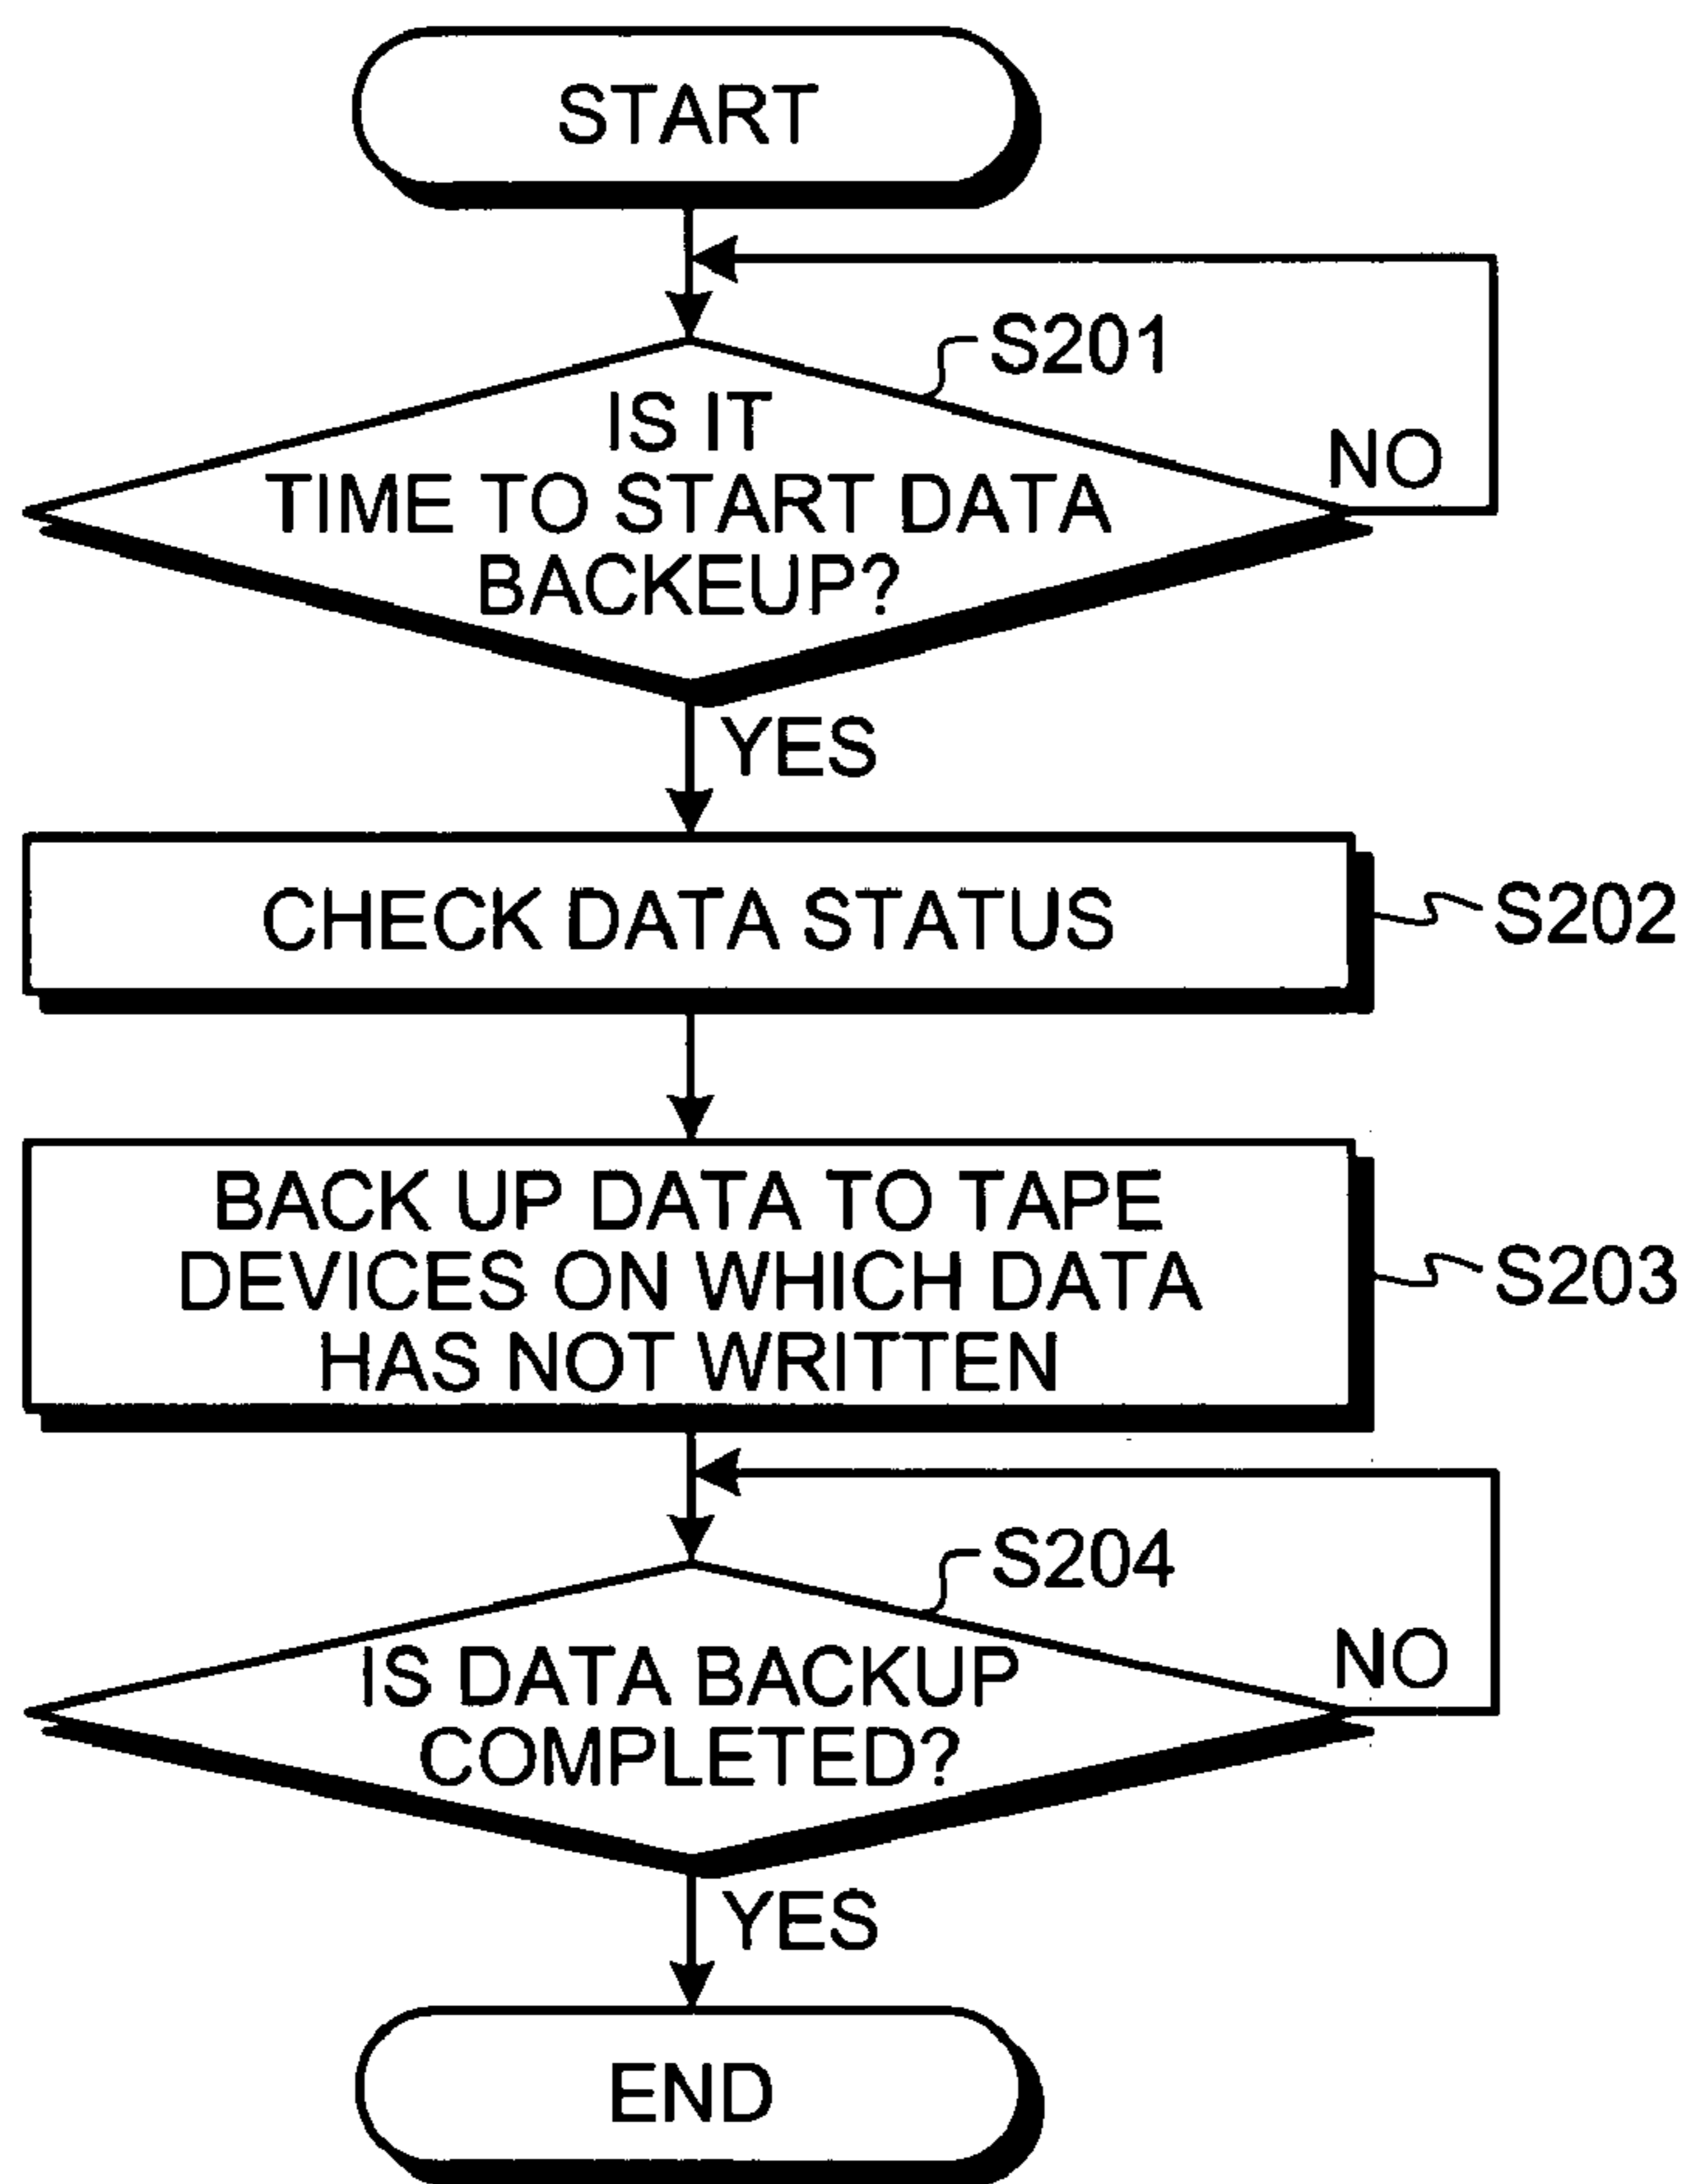 START
S201
IS IT
NO
TIME TO START DATA
BACKEUP?
YES
CHECK DATA STATUS
S202
BACK UP DATA TO TAPE
DEVICES ON WHICH DATA
S203
HAS NOT WRITTEN
S204
IS DATA BACKUP
NO
COMPLETED?
YES
END